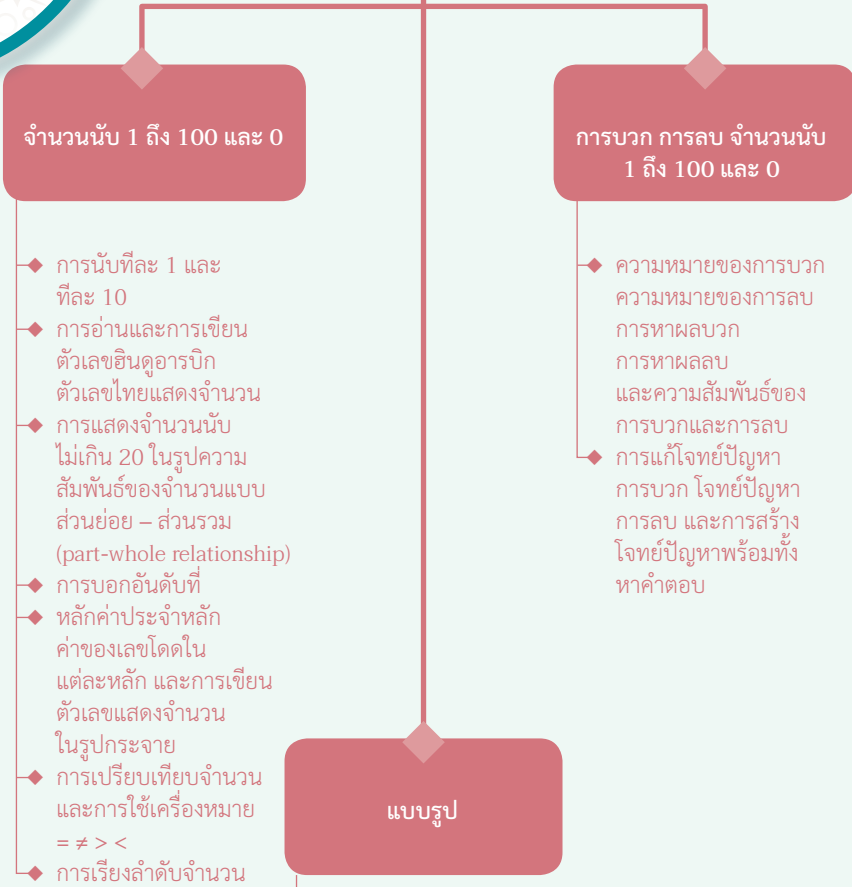 จำนวนนับ 1 ถึง 100 และ 0
การนับทีละ 1 และ
ทีละ 10
การอ่านและการเขียน
ตัวเลขฮินดูอารบิก
ตัวเลขไทยแสดงจำนวน
การแสดงจำนวนนับ
ไม่เกิน 20 ในรูปความ
สัมพันธ์ของจำนวนแบบ
ส่วนย่อย – ส่วนรวม
(part-whole relationship)
การบอกอันดับที่
หลักค่าประจำหลัก
ค่าของเลขโดดใน
แต่ละหลัก และการเขียน
ตัวเลขแสดงจำนวน
ในรูปกระจาย
การเปรียบเทียบจำนวน
และการใช้เครื่องหมาย
= ≠ > <
การเรียงลำดับจำนวน
การบวก การลบ จำนวนนับ
1 ถึง 100 และ 0
ความหมายของการบวก
ความหมายของการลบ
การหาผลบวก
การหาผลลบ
และความสัมพันธ์ของ
การบวกและการลบ
การแก้โจทย์ปัญหา
การบวก โจทย์ปัญหา
การลบ และการสร้าง
โจทย์ปัญหาพร้อมทั้ง
หาคำตอบ
แบบรูป